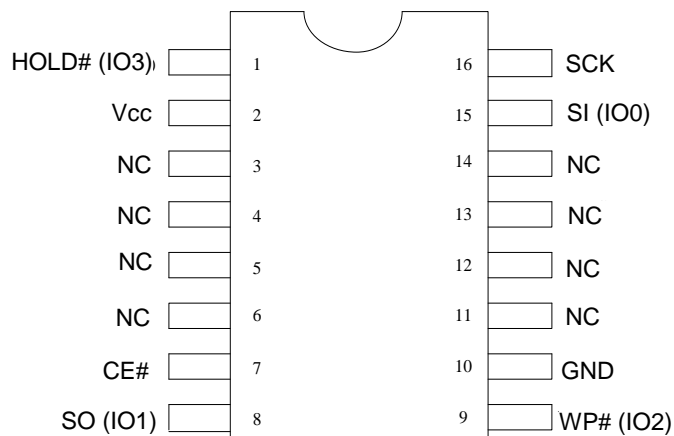 HOLD# (IO3) 1 16 SCK
Vcc 2 15 SI (IO0)
NC 3 14 NC
NC 4 13 NC
NC 5 12 NC
NC 6 11 NC
CE# 7 10 GND
SO (IO1) 8 9 WP# (IO2)